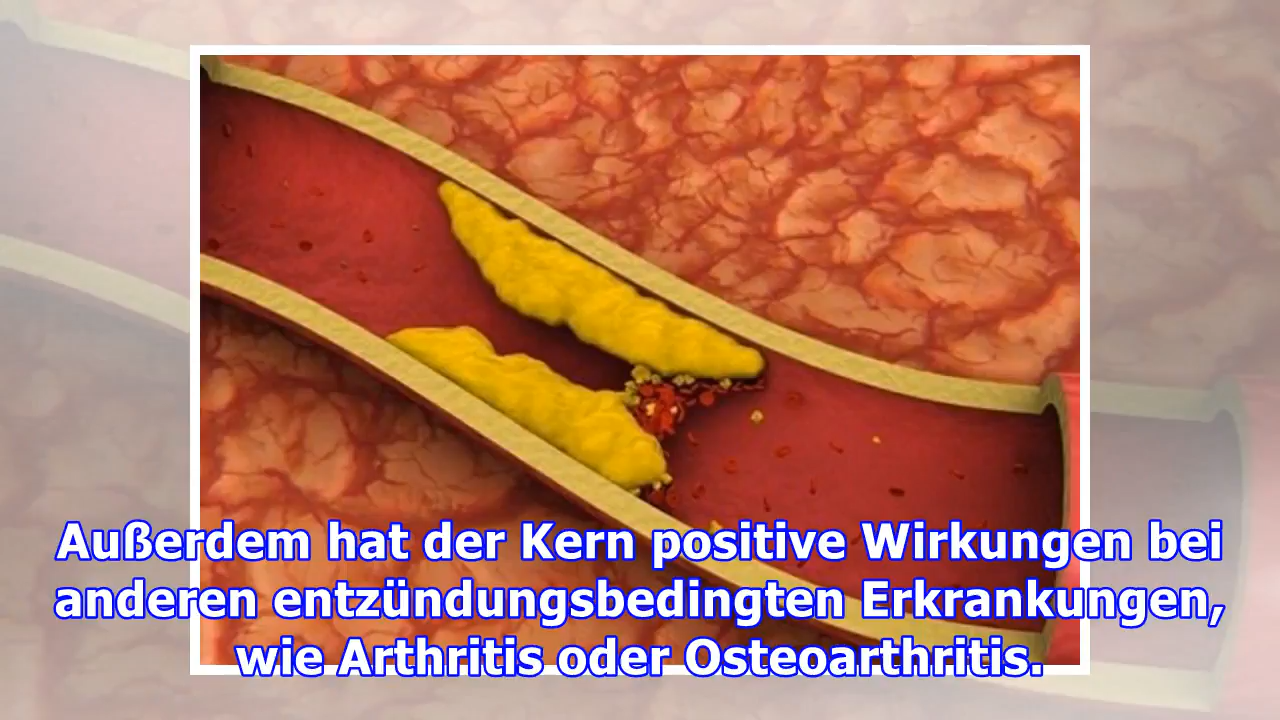 Außerdem hat der Kern positive Wirkungen bei
anderen entzündungsbedingten Erkrankungen,
wie Arthritis oder Osteoarthritis.